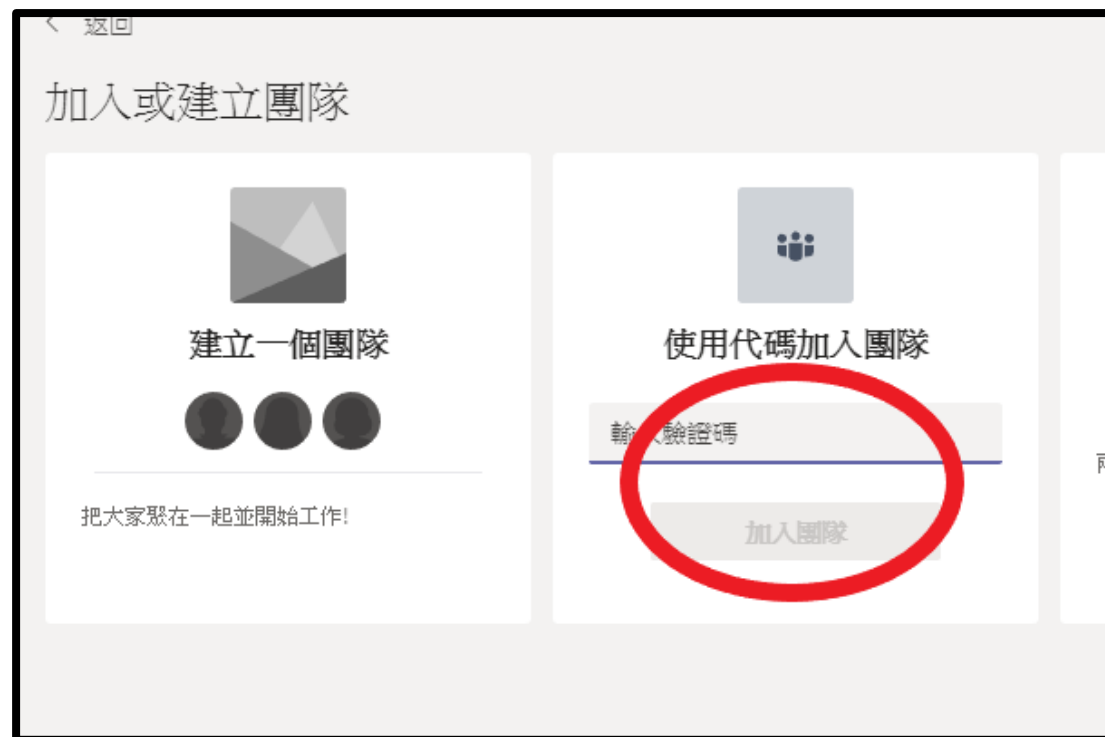 返回
加入或建立團隊
建立一個團隊
把大家聚在一起並開始工作!
使用代碼加入團隊
輸入驗證碼
加入團隊